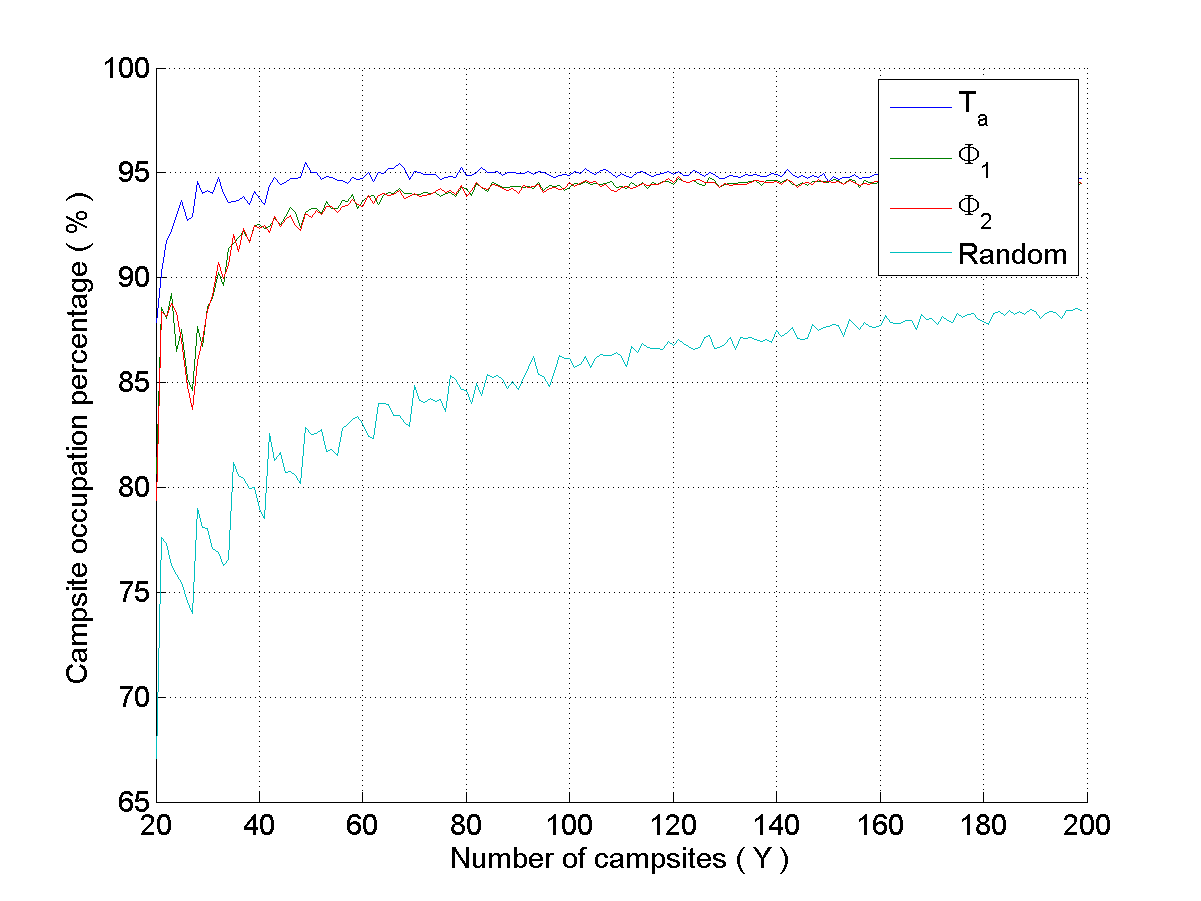 100
95
90
85
80
75
70
65
20 40 60 80 100 120 140 160 180 200
Campsite occupation percentage ( % )
Number of campsites ( Y )
Ta
Φ1
Φ2
Random